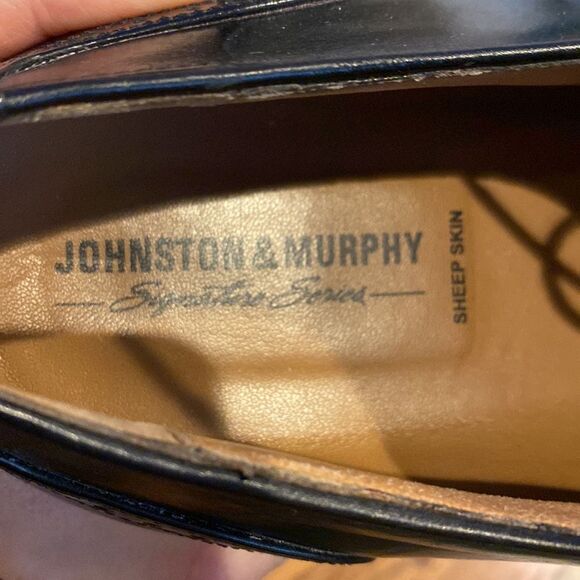 JOHNSTON & MURPHY
Signature Series
SHEEP SKIN